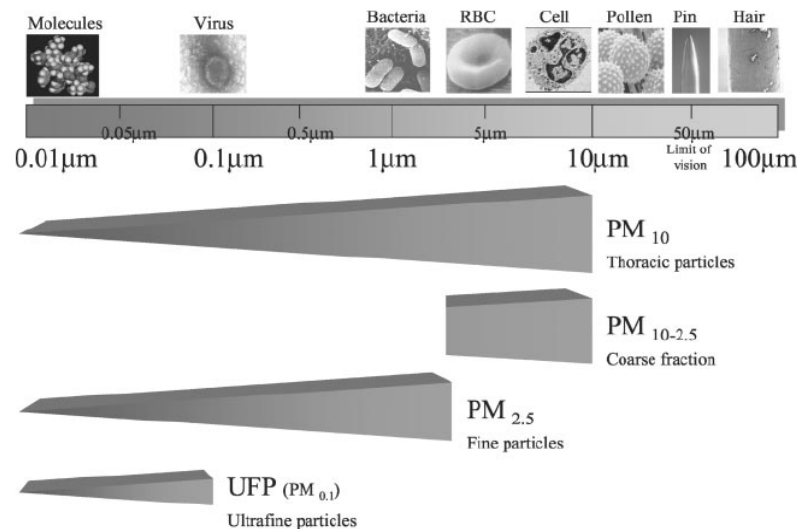 Molecules Virus Bacteria RBC Cell Pollen Pin Hair
0.05µm 0.5µm 5µm 50µm
0.01µm 0.1µm 1µm 10µm Limit of vision 100µm
PM 10
Thoracic particles
PM 10-2.5
Coarse fraction
PM 2.5
Fine particles
UFP (PM 0.1)
Ultrafine particles